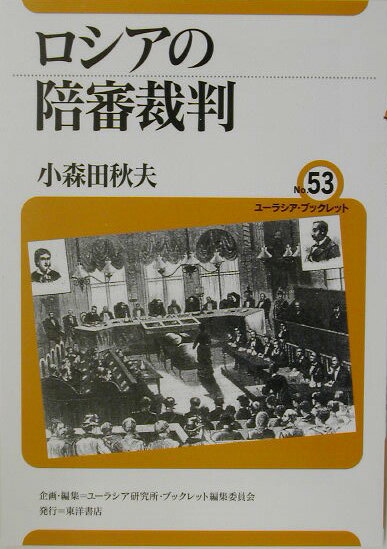 ロシアの
陪審裁判
小森田秋夫
No.53
ユーラシア・ブックレット
企画・編集=ユーラシア研究所・ブックレット編集委員会
発行=東洋書店